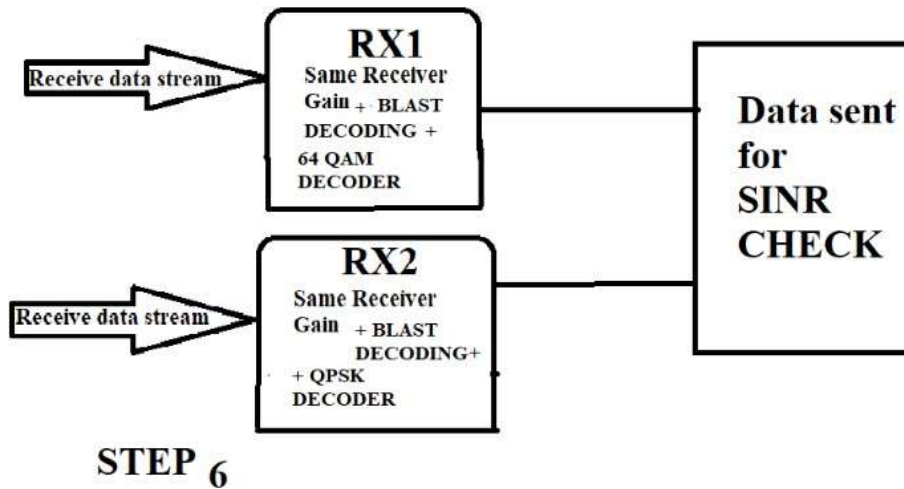 Receive data stream
RX1
Same Receiver
Gain + BLAST
DECODING +
64 QAM
DECODER
Receive data stream
RX2
Same Receiver
Gain + BLAST
DECODING+
+ QPSK
DECODER
Data sent
for
SINR
CHECK
STEP 6